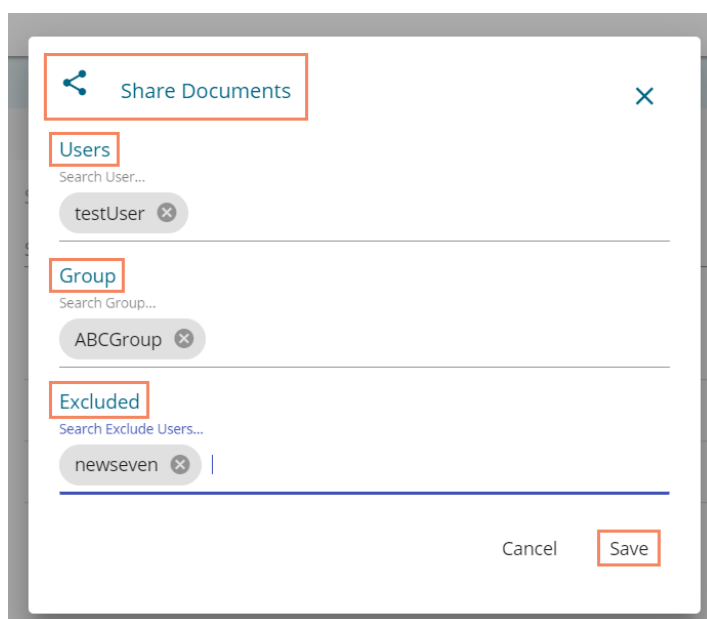 Share Documents
Users
Search User...
testUser
Group
Search Group...
ABCGroup
Excluded
Search Exclude Users...
newseven
Cancel Save